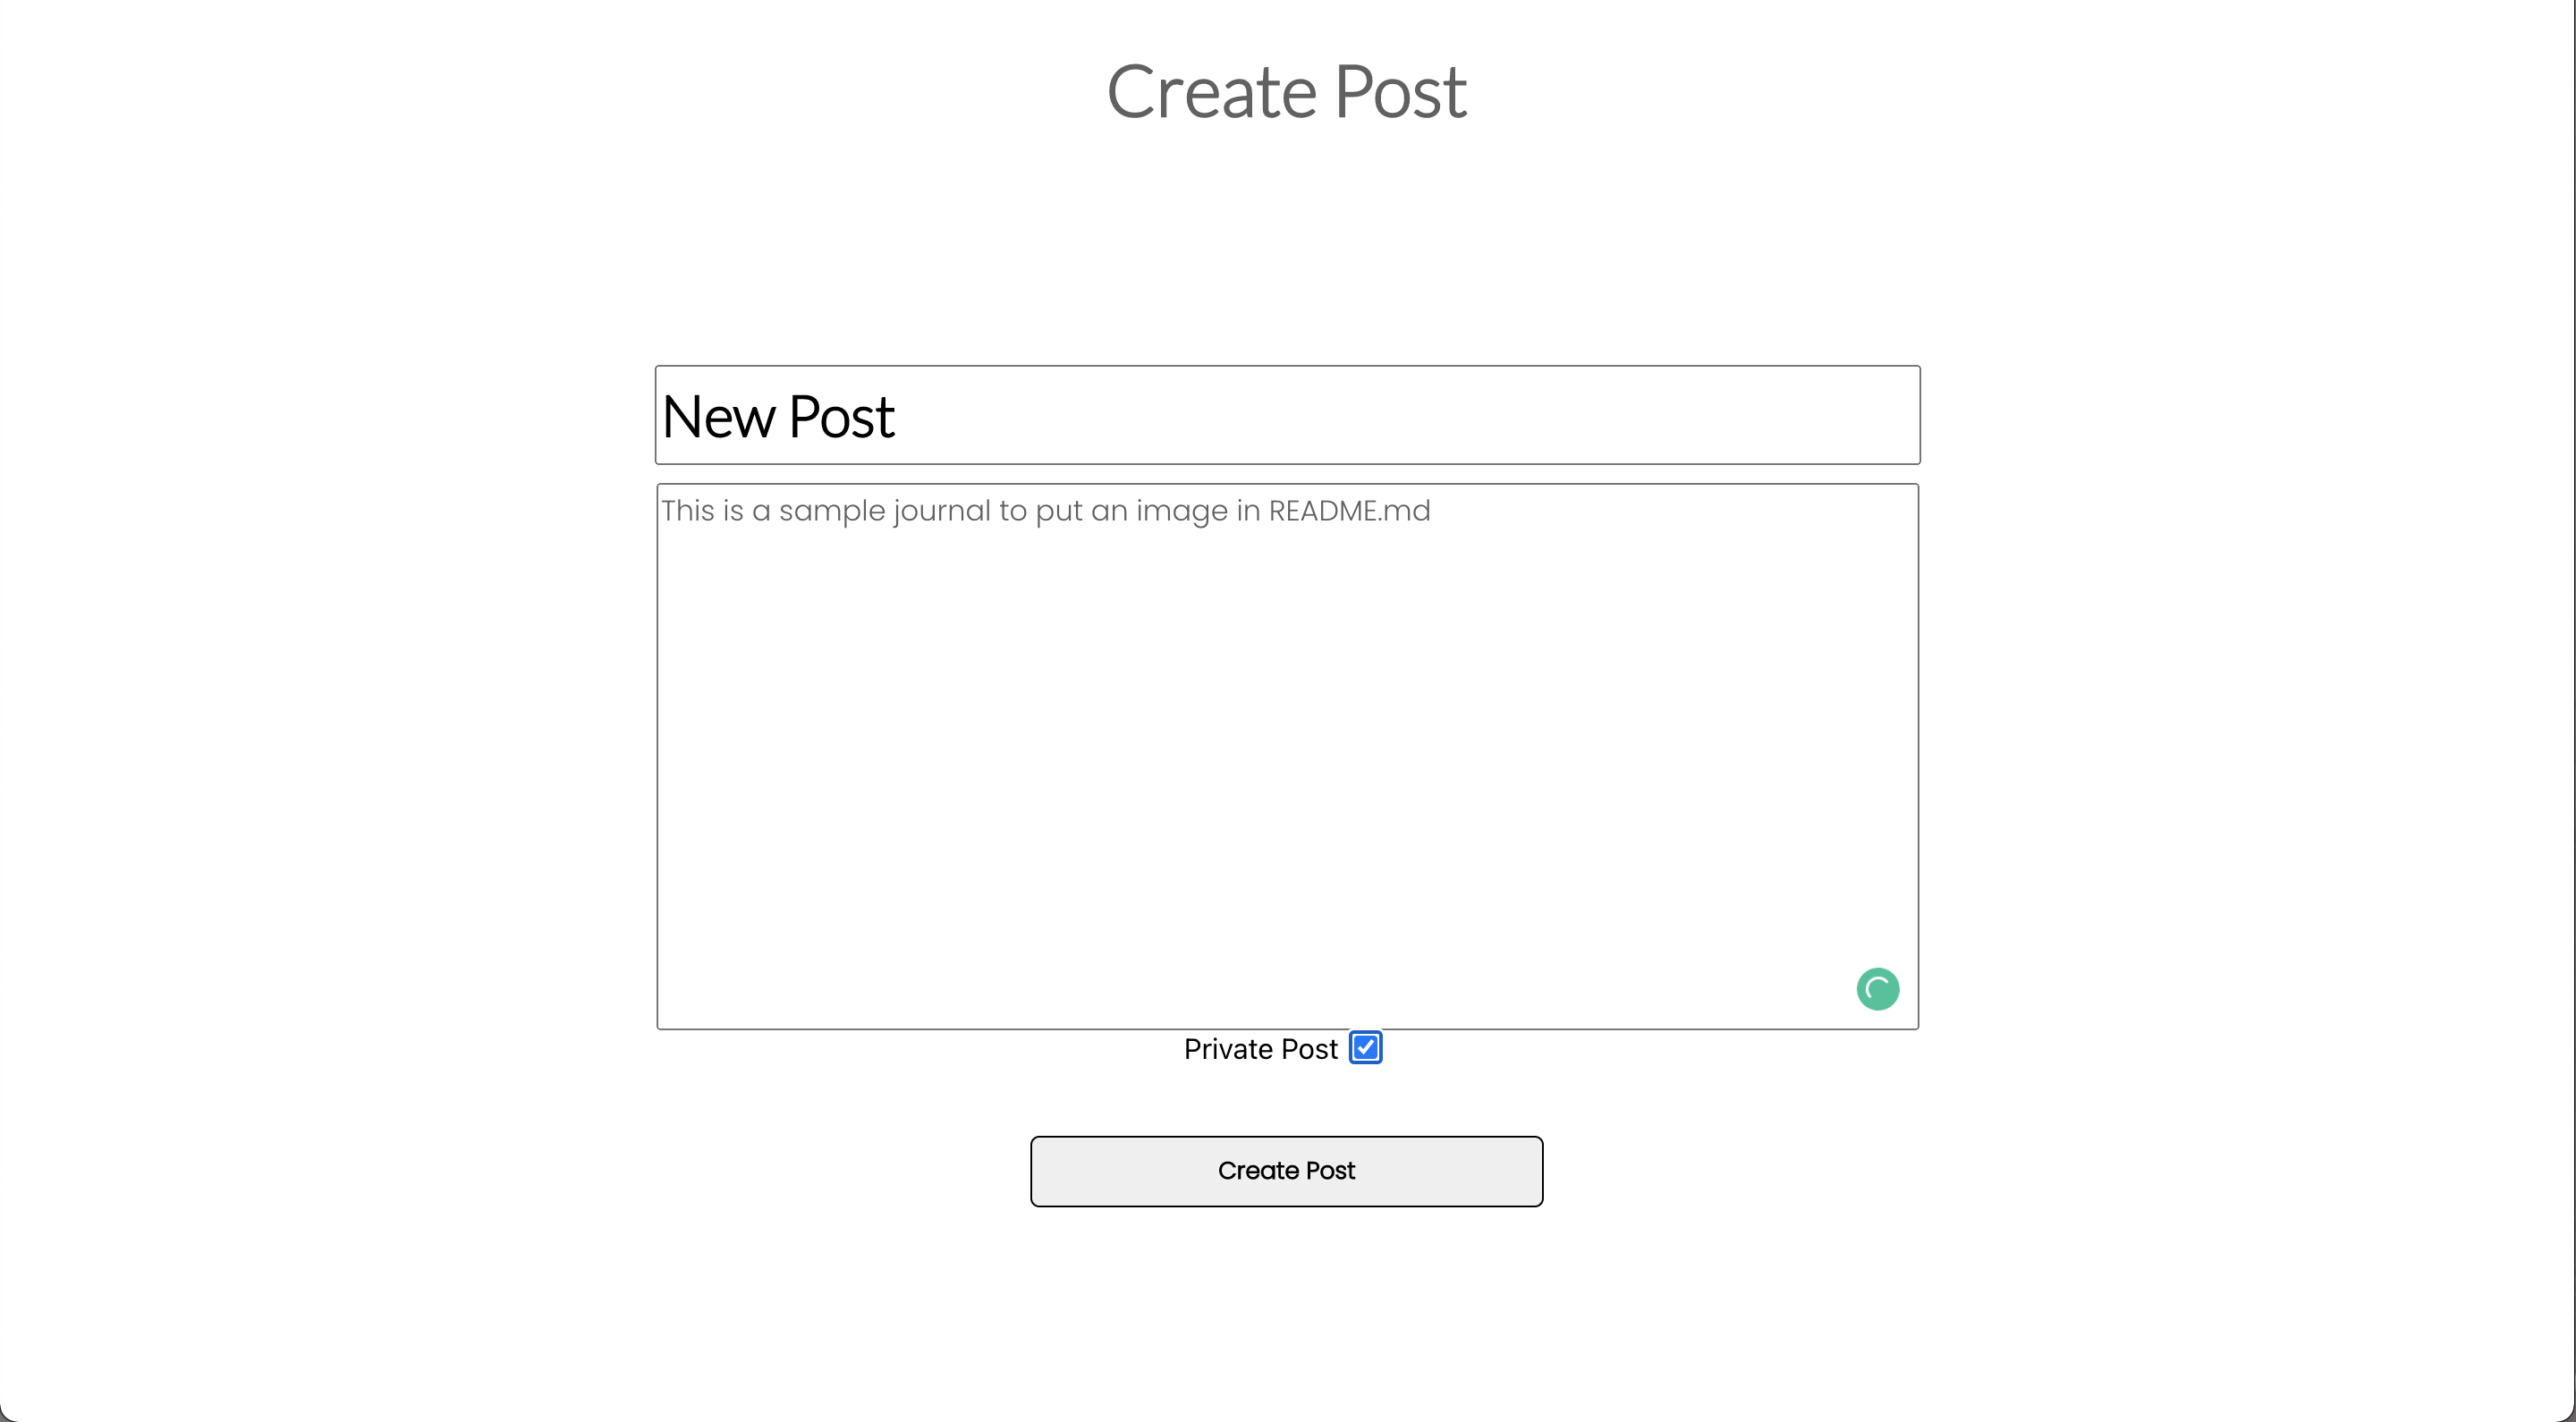 Create Post
New Post
This is a sample journal to put an image in README.md
Private Post
Create Post